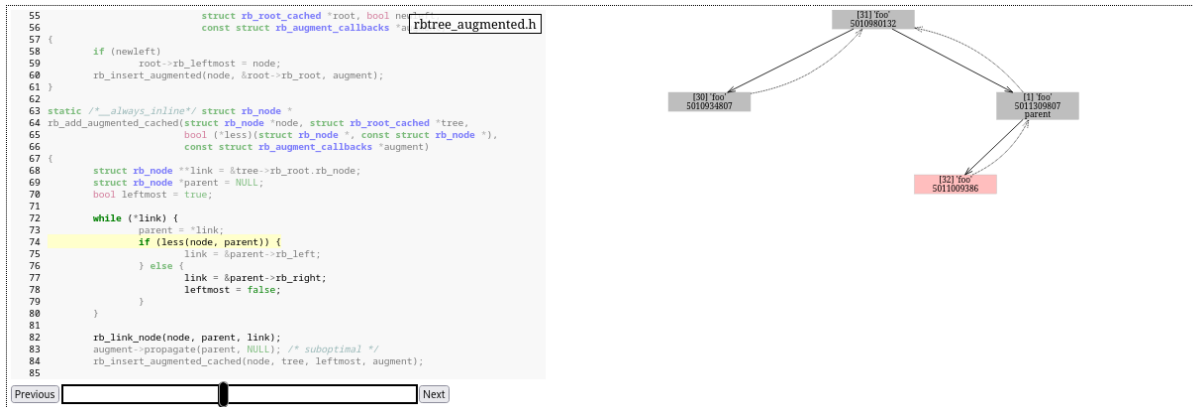 55 struct rb_root_cached *root, bool newl
rbtree_augmented.h
56 const struct rb_augment_callbacks *au
57 {
58 if (newleft)
59 root->rb_leftmost = node;
60 rb_insert_augmented(node, &root->rb_root, augment);
61 }
62
63 static /*__always_inline*/ struct rb_node *
64 rb_add_augmented_cached(struct rb_node *node, struct rb_root_cached *tree,
65 bool (*less)(struct rb_node *, const struct rb_node *),
66 const struct rb_augment_callbacks *augment)
67 {
68 struct rb_node **link = &tree->rb_root.rb_node;
69 struct rb_node *parent = NULL;
70 bool leftmost = true;
71
72 while (*link) {
73 parent = *link;
74 if (less(node, parent)) {
75 link = &parent->rb_left;
76 } else {
77 link = &parent->rb_right;
78 leftmost = false;
79 }
80 }
81
82 rb_link_node(node, parent, link);
83 augment->propagate(parent, NULL); /* suboptimal */
84 rb_insert_augmented_cached(node, tree, leftmost, augment);
85
Previous
Next
[31] 'foo'
5010980132
[30] 'foo'
5010934807
[1] 'foo'
5011309807
parent
[32] 'foo'
5011009386